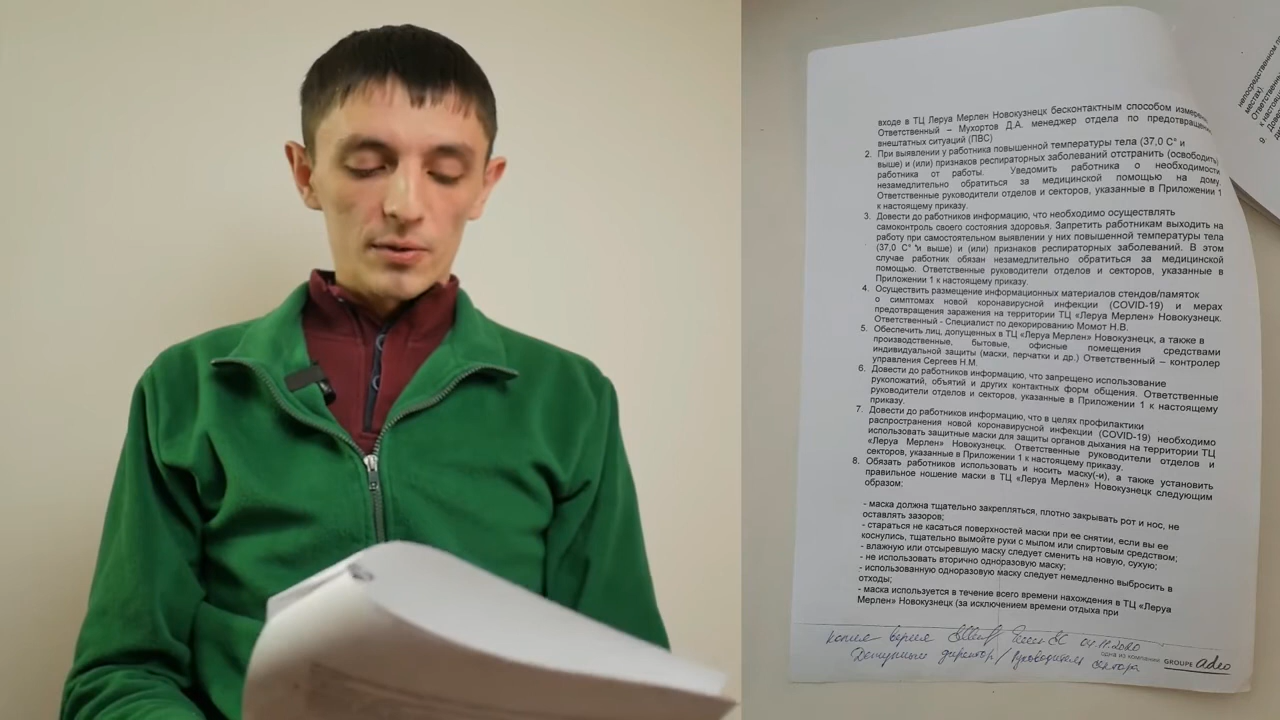 входе в ТЦ Леруа Мерлен Новокузнецк бесконтактным способом
Ответственный – Мухортов Д.А. менеджер отдела по предотвращению
внештатных ситуаций (ПВС)
2. При выявлении у работника повышенной температуры тела (37,0 С° и
выше) и (или) признаков респираторных заболеваний отстранить (освободить)
работника от работы. Уведомить работника о необходимости
незамедлительно обратиться за медицинской помощью на дому.
Ответственные руководители отделов и секторов, указанные в Приложении 1
к настоящему приказу.
3. Довести до работников информацию, что необходимо осуществлять
самоконтроль своего состояния здоровья. Запретить работникам выходить на
работу при самостоятельном выявлении у них повышенной температуры тела
(37,0 С° и выше) и (или) признаков респираторных заболеваний. В этом
случае работник обязан незамедлительно обратиться за медицинской
помощью. Ответственные руководители отделов и секторов, указанные в
Приложении 1 к настоящему приказу.
4. Осуществить размещение информационных материалов стендов/памяток
о симптомах новой коронавирусной инфекции (COVID-19) и мерах
предотвращения заражения на территории ТЦ «Леруа Мерлен» Новокузнецк.
Ответственный - Специалист по декорированию Момот Н.В.
5. Обеспечить лиц, допущенных в ТЦ «Леруа Мерлен» Новокузнецк, а также в
производственные, бытовые, офисные помещения средствами
индивидуальной защиты (маски, перчатки и др.) Ответственный – контролер
управления Сергеев Н.М.
6. Довести до работников информацию, что запрещено использование
рукопожатий, объятий и других контактных форм общения. Ответственные
руководители отделов и секторов, указанные в Приложении 1 к настоящему
приказу.
7. Довести до работников информацию, что в целях профилактики
распространения новой коронавирусной инфекции (COVID-19) необходимо
использовать защитные маски для защиты органов дыхания на территории ТЦ
«Леруа Мерлен» Новокузнецк. Ответственные руководители отделов и
секторов, указанные в Приложении 1 к настоящему приказу.
8. Обязать работников использовать и носить маску(-и), а также установить
правильное ношение маски в ТЦ «Леруа Мерлен» Новокузнецк следующим
образом:
- маска должна тщательно закрепляться, плотно закрывать рот и нос, не
оставлять зазоров;
- стараться не касаться поверхностей маски при ее снятии, если вы ее
коснулись, тщательно вымойте руки с мылом или спиртовым средством;
- влажную или отсыревшую маску следует сменить на новую, сухую;
- не использовать вторично одноразовую маску;
- использованную одноразовую маску следует немедленно выбросить в
отходы;
- маска используется в течение всего времени нахождения в ТЦ «Леруа
Мерлен» Новокузнецк (за исключением времени отдыха при
Копия верна 04.11.2020
Дежурный директор / Руководитель сектора
одна из компаний GROUPE adeo
непосредственном
местах)
Ответственн
к настоя
9. Дове